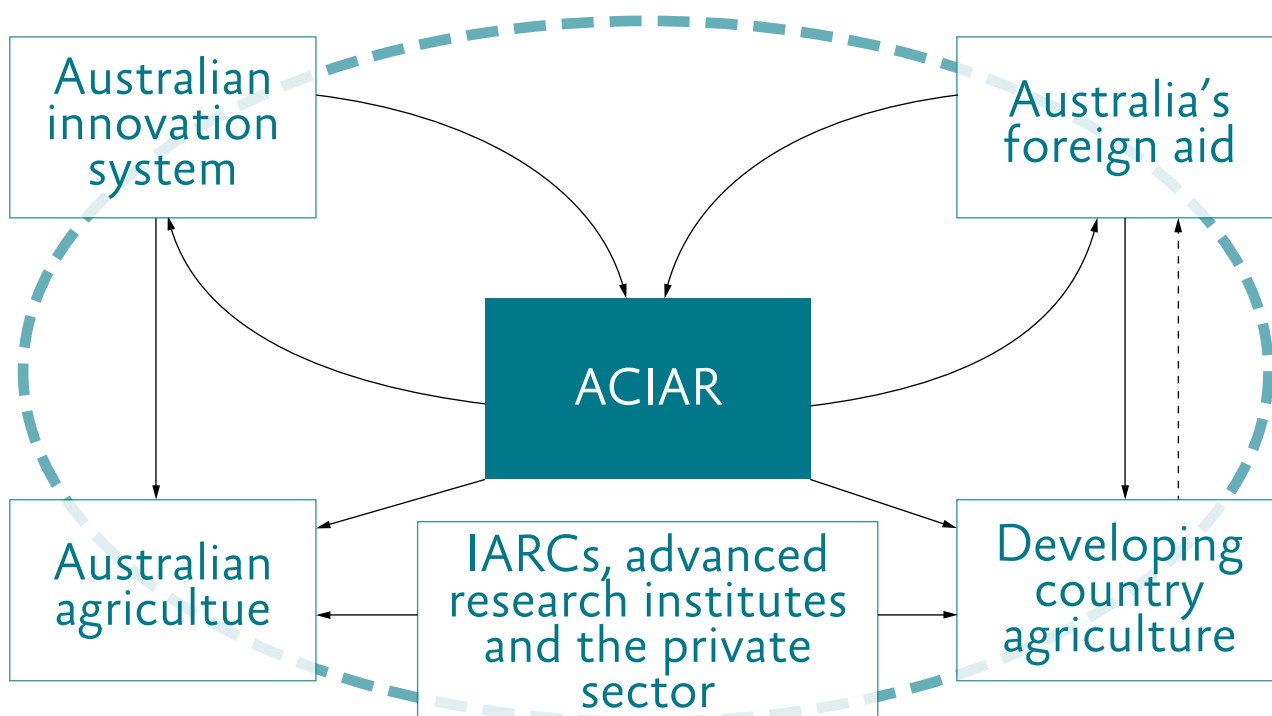 Australian
innovation
system
Australia's
foreign aid
ACIAR
Australian
agricultue
IARCs, advanced
research institutes
and the private
sector
Developing
country
agriculture